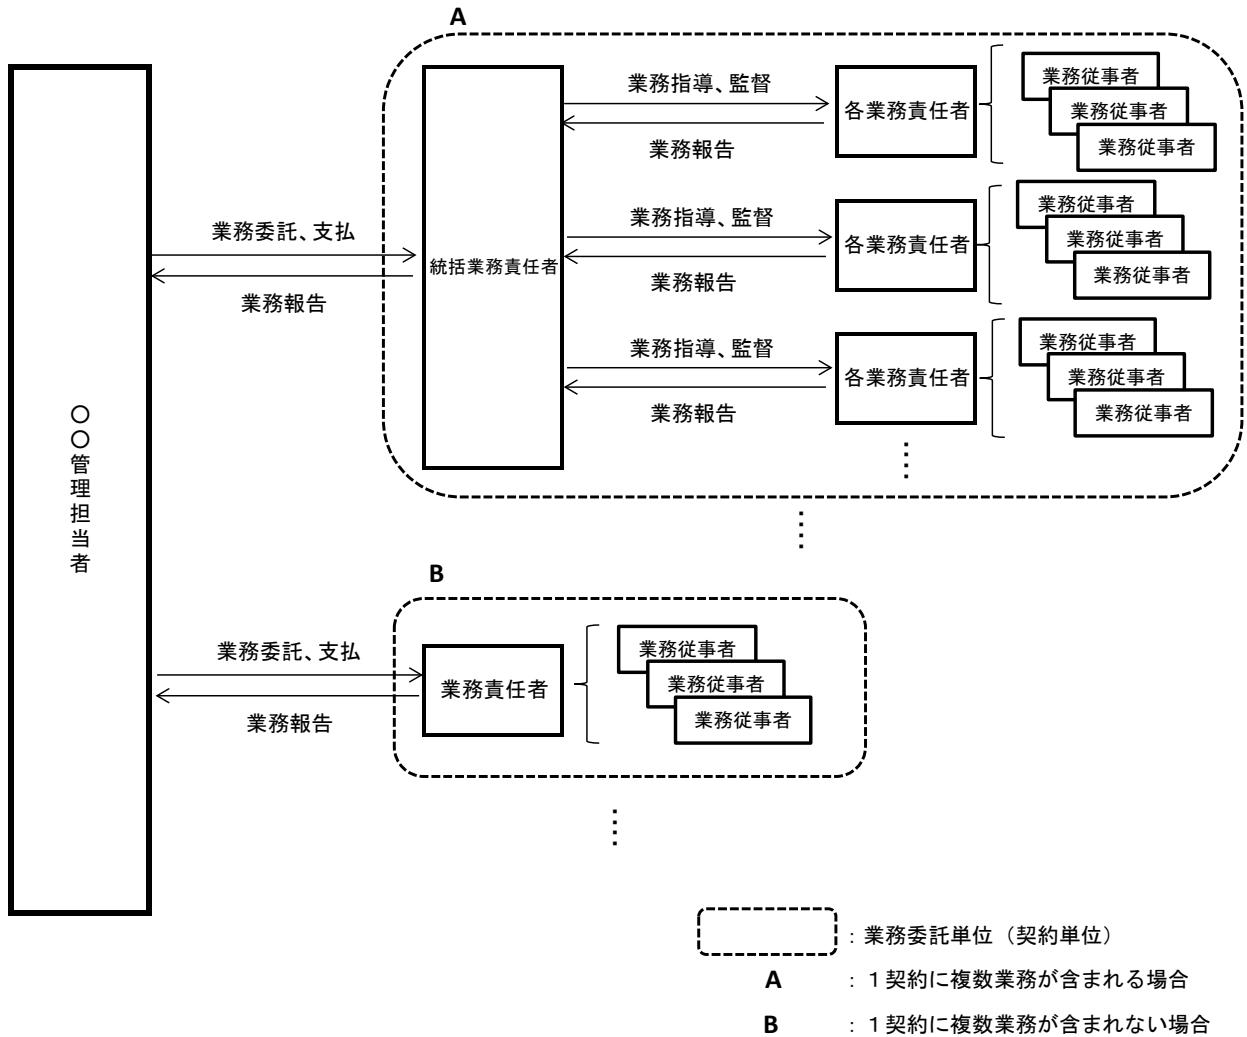 A
業務指導、監督
業務報告
各業務責任者
業務従事者
業務従事者
業務従事者
業務委託、支払
業務報告
統括業務責任者
業務指導、監督
業務報告
各業務責任者
業務従事者
業務従事者
業務従事者
業務指導、監督
業務報告
各業務責任者
業務従事者
業務従事者
業務従事者
〇〇管理担当者
B
業務委託、支払
業務報告
業務責任者
業務従事者
業務従事者
業務従事者
：業務委託単位（契約単位）
A ：１契約に複数業務が含まれる場合
B ：１契約に複数業務が含まれない場合